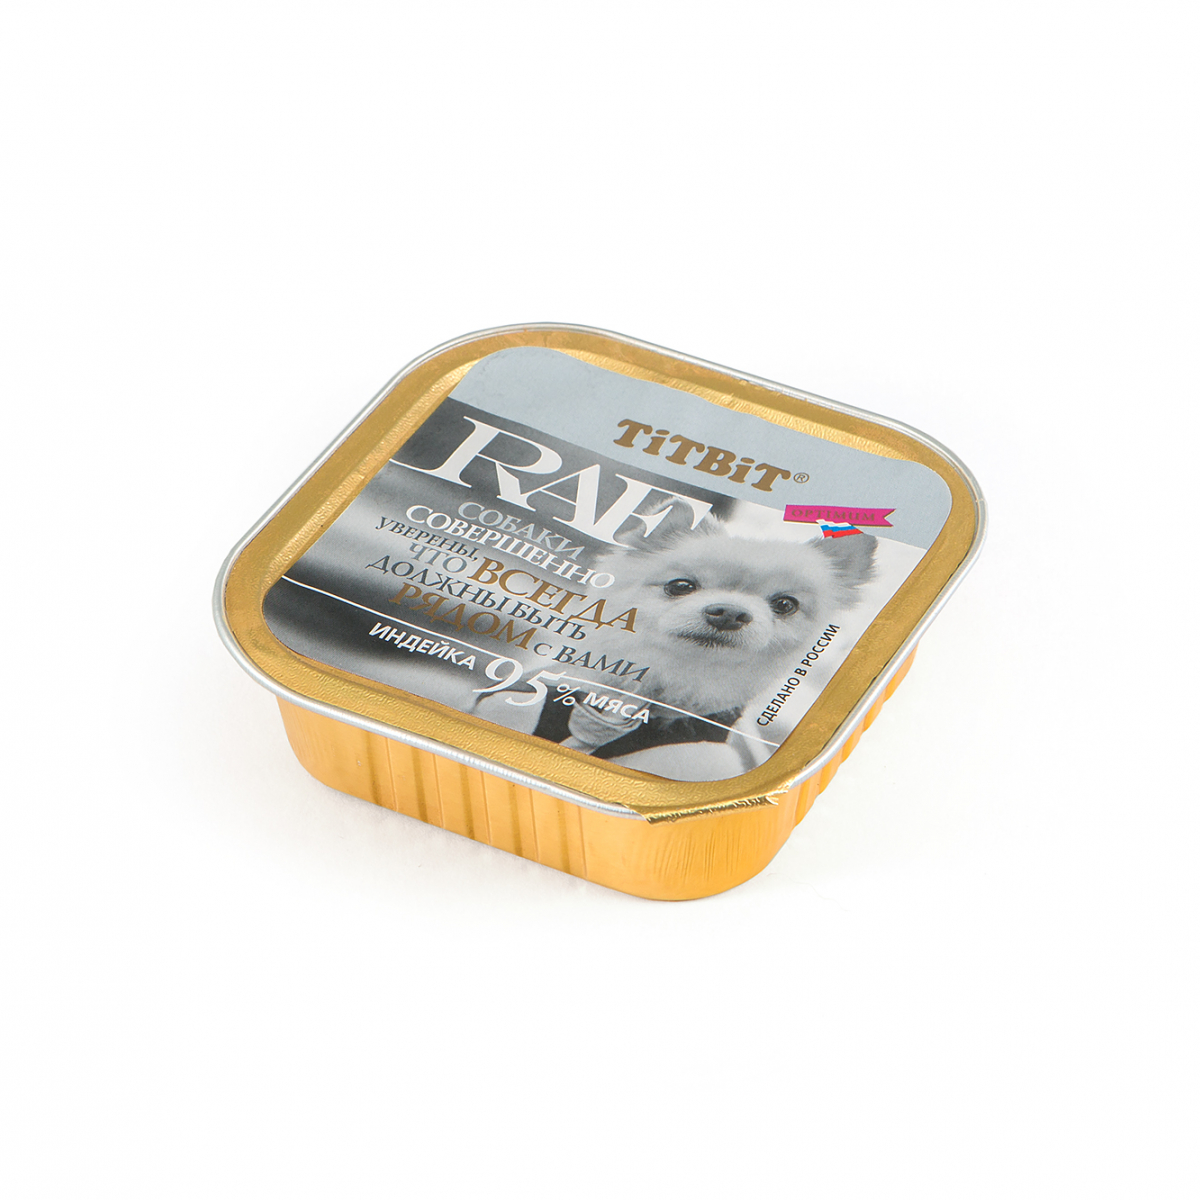 TiTBiT®
OPTIMUM
RAF
СОБАКИ
СОВЕРШЕННО
УВЕРЕНЫ,
ЧТО ВСЕГДА
ДОЛЖНЫ БЫТЬ
РЯДОМ С ВАМИ
ИНДЕЙКА 95% МЯСА
СДЕЛАНО В РОССИИ